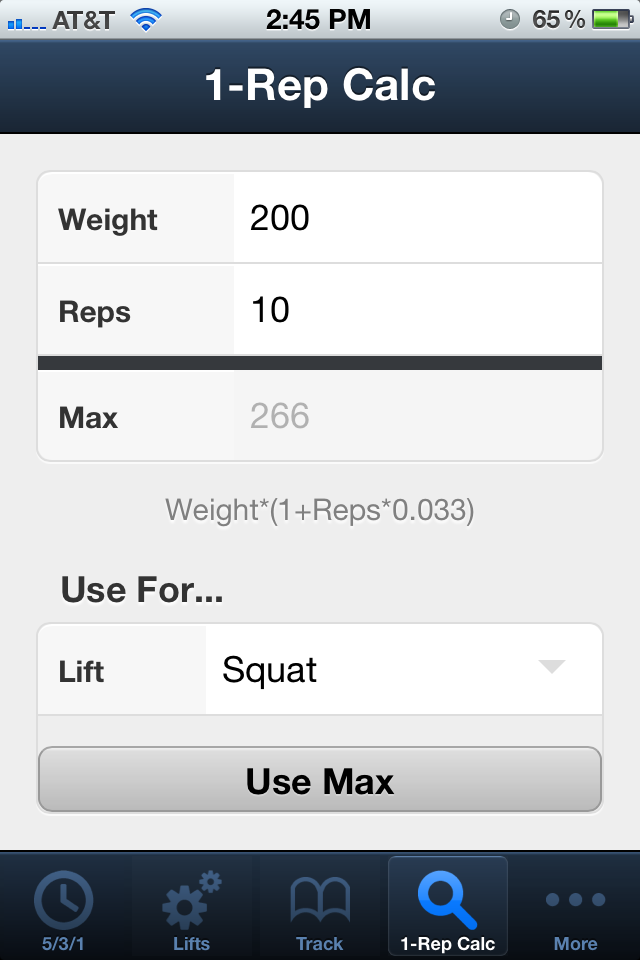 AT&T 2:45 PM 65%
1-Rep Calc
Weight 200
Reps 10
Max 266
Weight*(1+Reps*0.033)
Use For...
Lift Squat
Use Max
5/3/1 Lifts Track 1-Rep Calc More